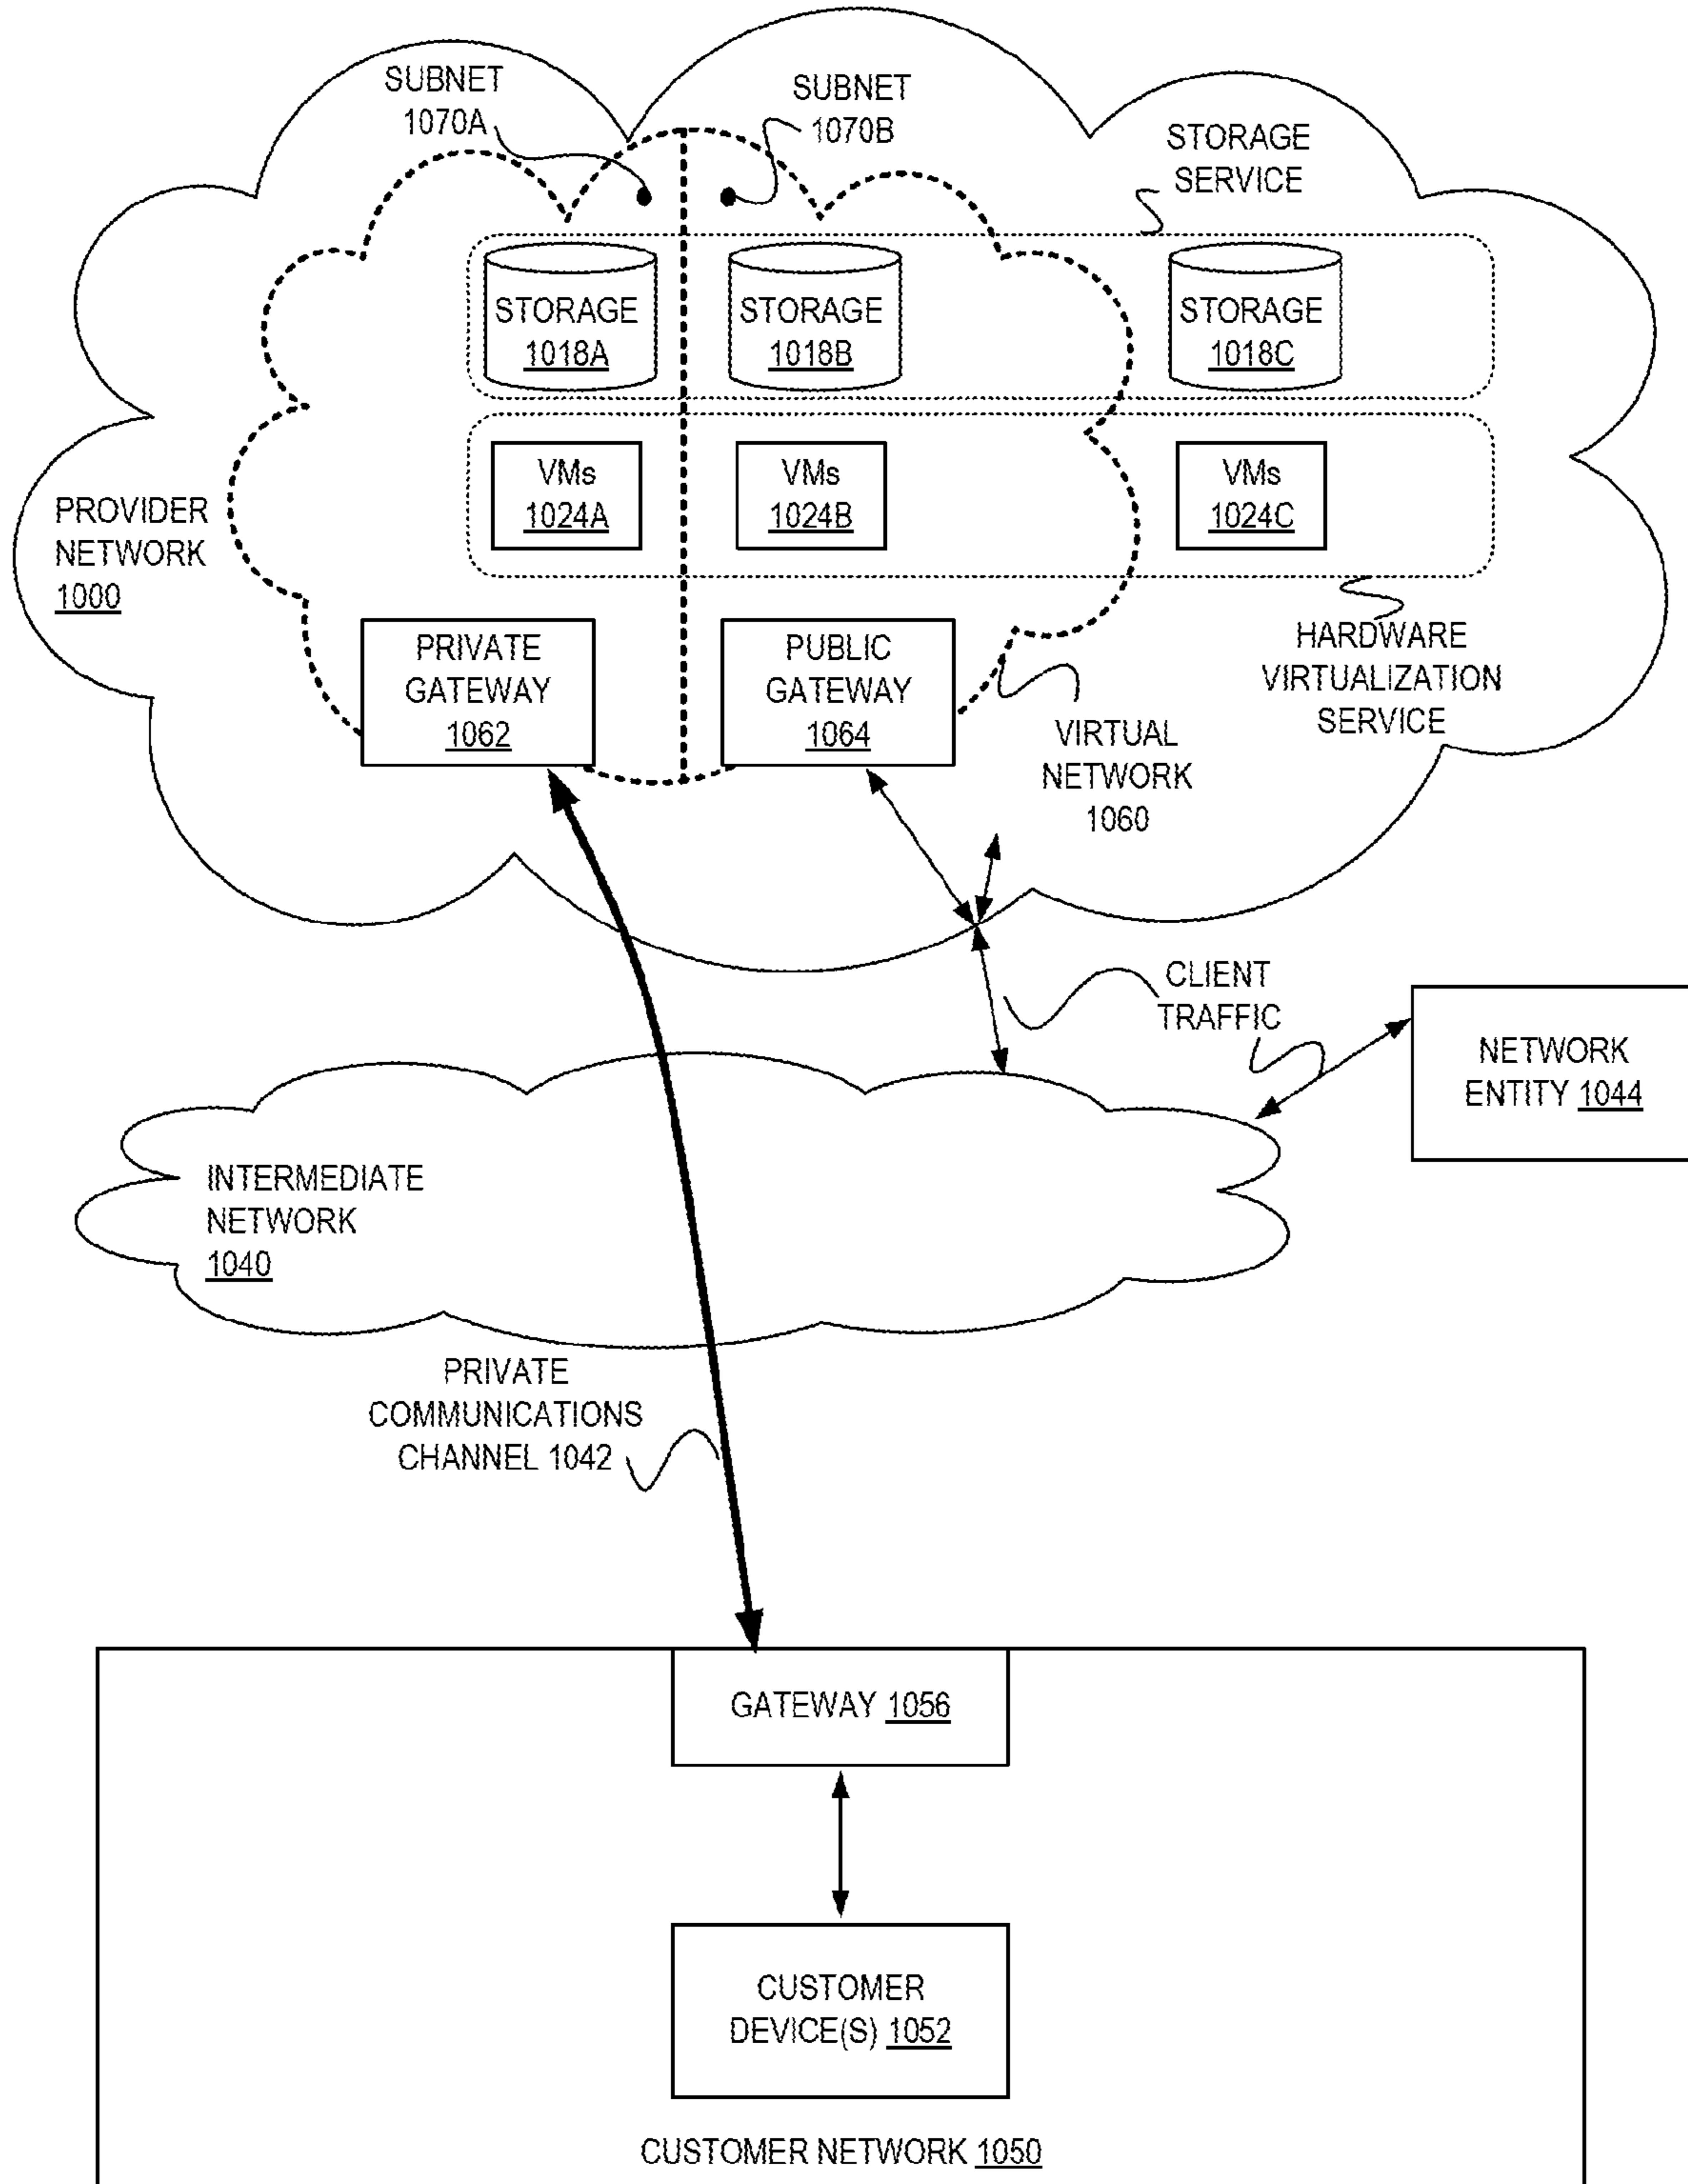 SUBNET
1070A
SUBNET
1070B
STORAGE
SERVICE
STORAGE
1018A
STORAGE
1018B
STORAGE
1018C
VMs
1024A
VMs
1024B
VMs
1024C
PROVIDER
NETWORK
1000
PRIVATE
GATEWAY
1062
PUBLIC
GATEWAY
1064
HARDWARE
VIRTUALIZATION
SERVICE
VIRTUAL
NETWORK
1060
CLIENT
TRAFFIC
NETWORK
ENTITY 1044
INTERMEDIATE
NETWORK
1040
PRIVATE
COMMUNICATIONS
CHANNEL 1042
GATEWAY 1056
CUSTOMER
DEVICE(S) 1052
CUSTOMER NETWORK 1050